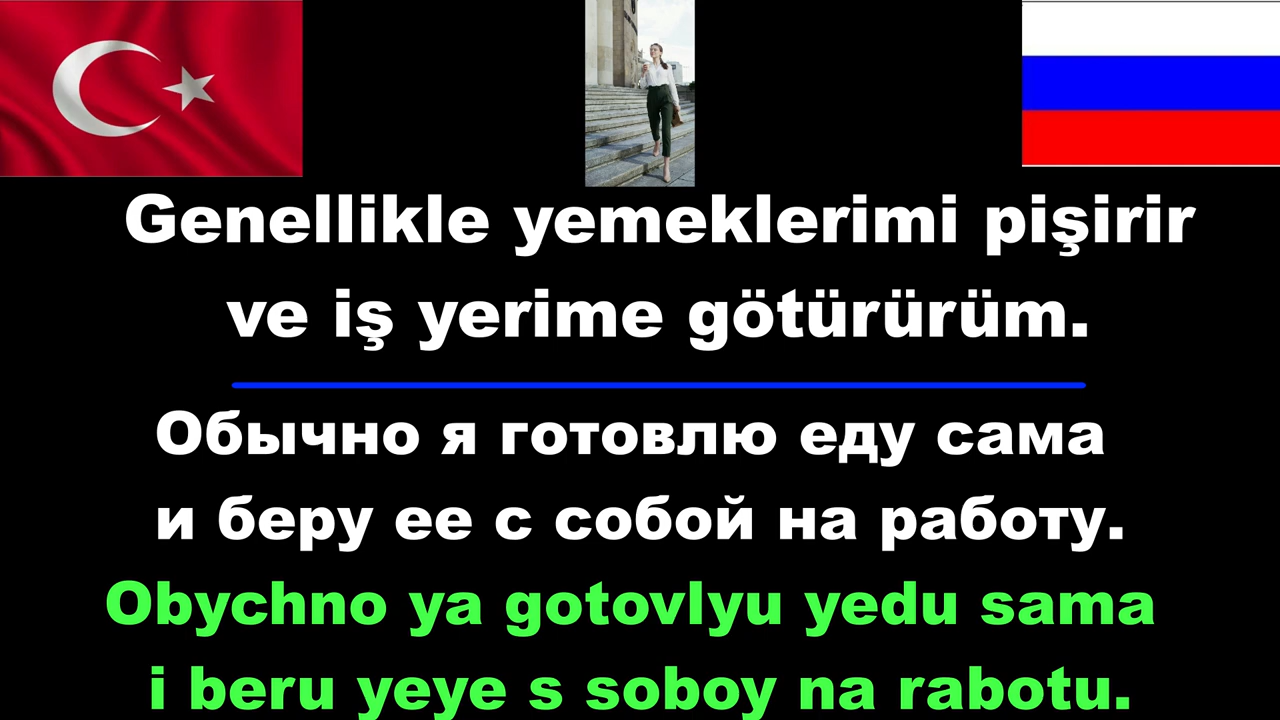 Genellikle yemeklerimi pişirir
ve iş yerime götürürüm.
Обычно я готовлю еду сама
и беру ее с собой на работу.
Obychno ya gotovlyu yedu sama
i beru yeye s soboy na rabotu.